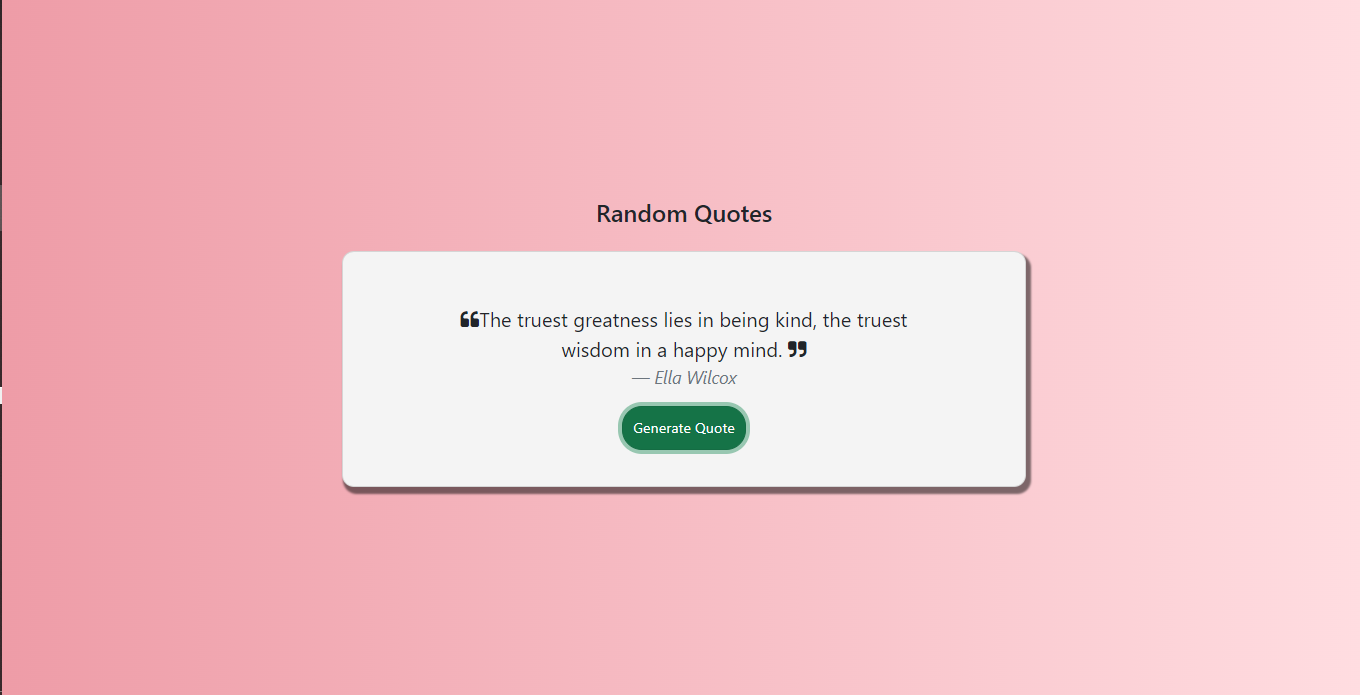 Random Quotes
❝The truest greatness lies in being kind, the truest
wisdom in a happy mind. ❞
— Ella Wilcox
Generate Quote